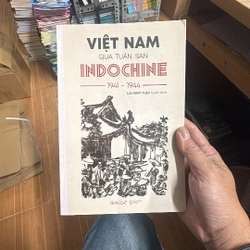 VIỆT NAM
QUA TUẦN SAN
INDOCHINE
1941 - 1944